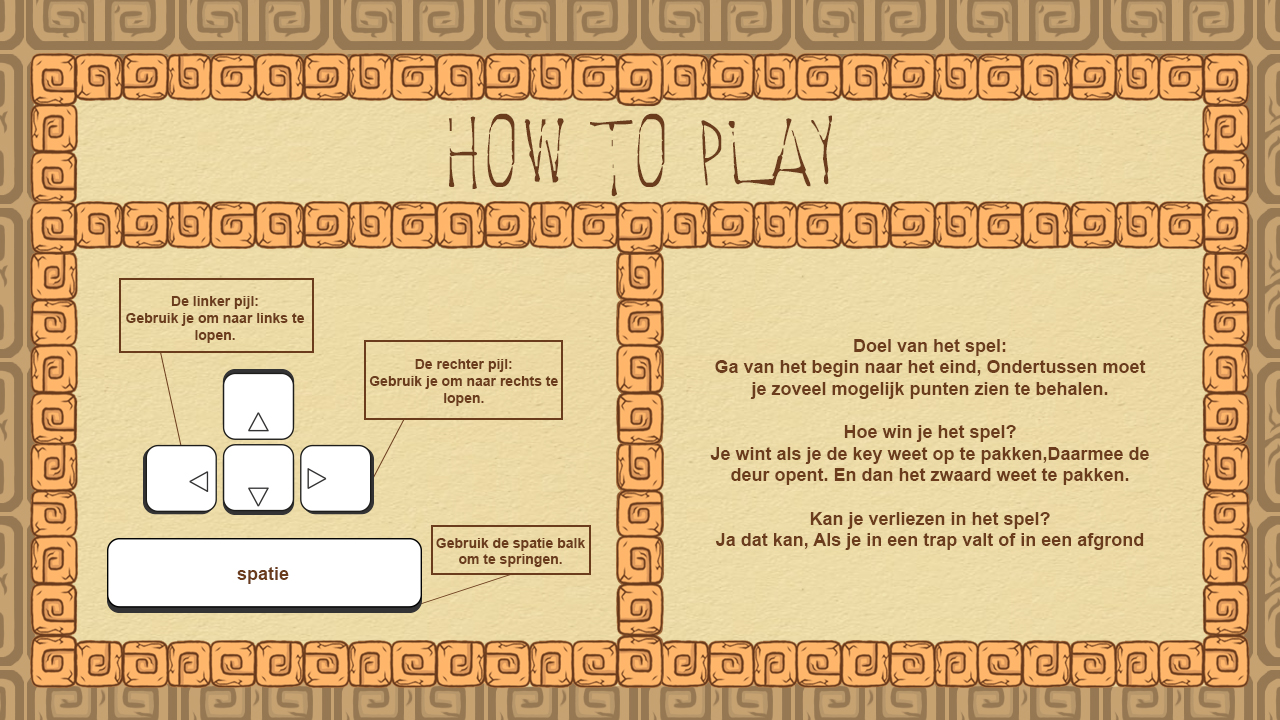 HOW TO PLAY
De linker pijl:
Gebruik je om naar links te
lopen.
De rechter pijl:
Gebruik je om naar rechts te
lopen.
spatie
Gebruik de spatie balk
om te springen.
Doel van het spel:
Ga van het begin naar het eind, Ondertussen moet
je zoveel mogelijk punten zien te behalen.
Hoe win je het spel?
Je wint als je de key weet op te pakken,Daarmee de
deur opent. En dan het zwaard weet te pakken.
Kan je verliezen in het spel?
Ja dat kan, Als je in een trap valt of in een afgrond